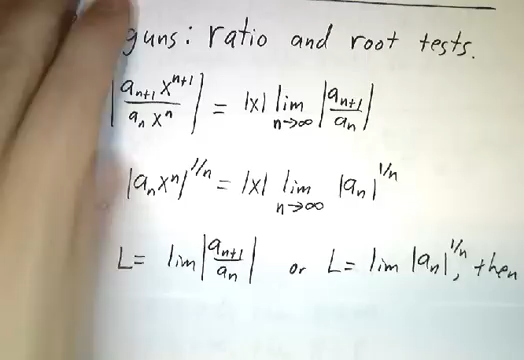 guns: ratio and root tests.
|a_{n+1} x^{n+1} / a_n x^n| = |x| lim_{n→∞} |a_{n+1} / a_n|
|a_n x^n|^{1/n} = |x| lim_{n→∞} |a_n|^{1/n}
L = lim |a_{n+1} / a_n| or L = lim |a_n|^{1/n}, then